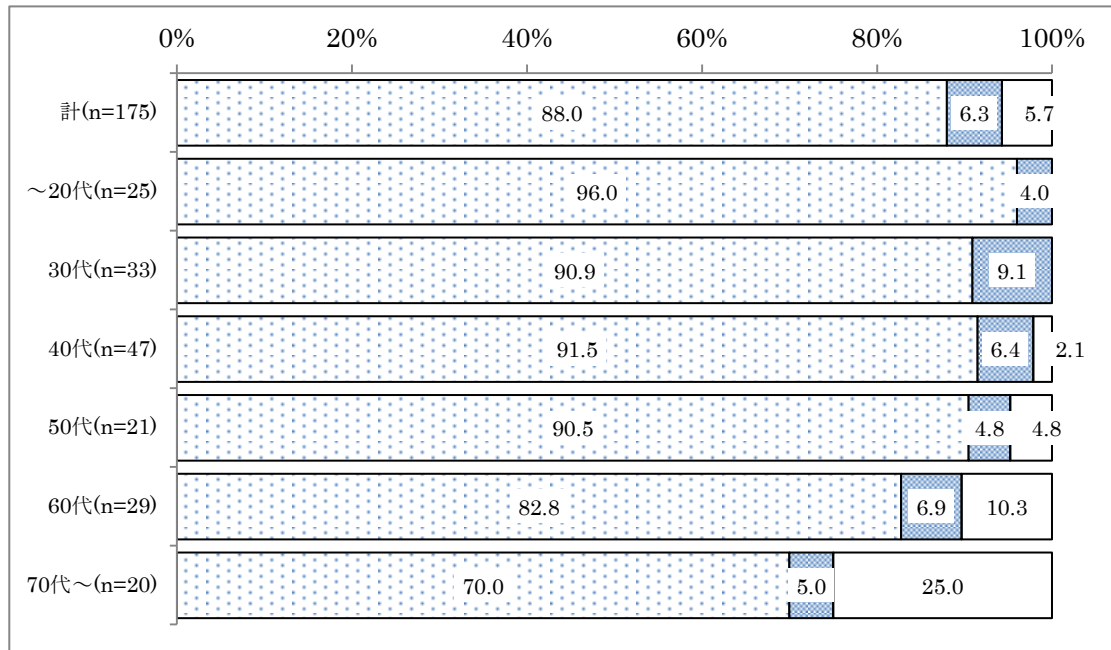 0% 20% 40% 60% 80% 100%
計(n=175) 88.0 6.3 5.7
～20代(n=25) 96.0 4.0
30代(n=33) 90.9 9.1
40代(n=47) 91.5 6.4 2.1
50代(n=21) 90.5 4.8 4.8
60代(n=29) 82.8 6.9 10.3
70代～(n=20) 70.0 5.0 25.0